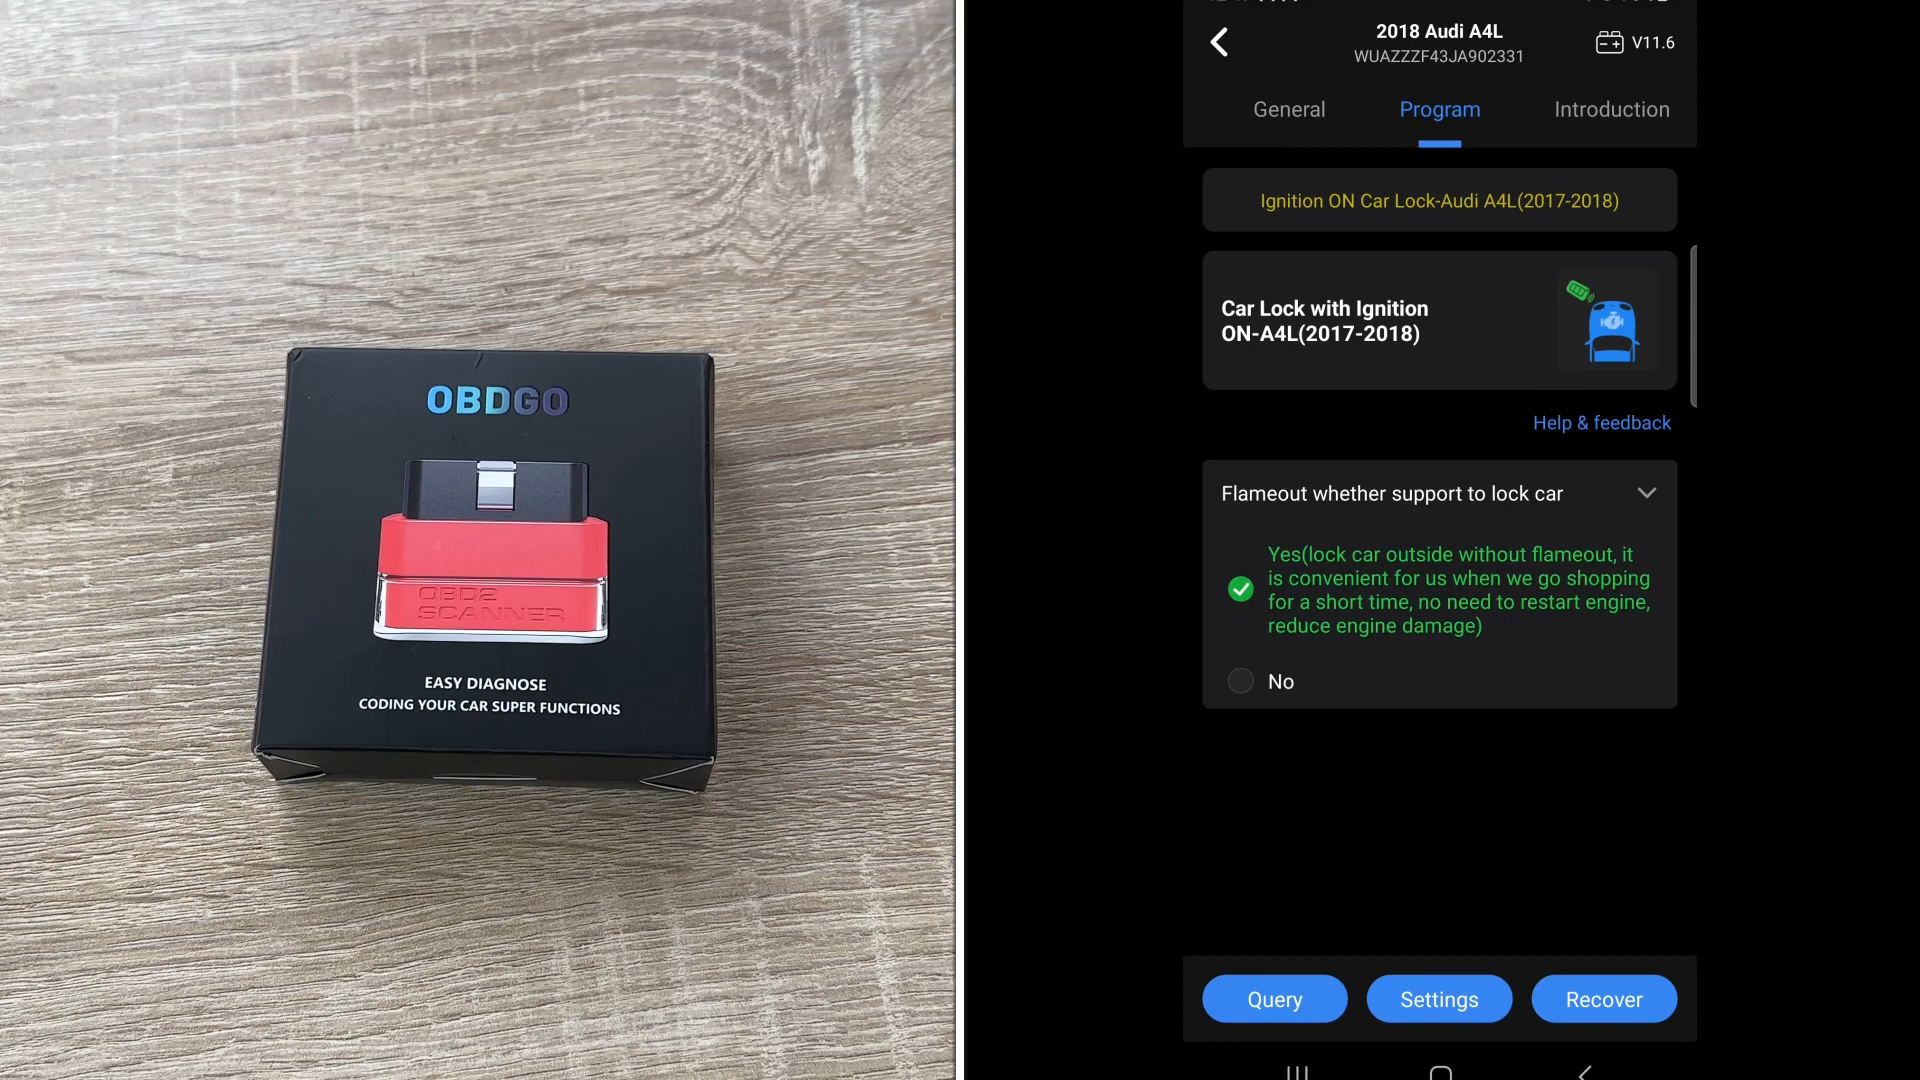 OBDGO
OBD2
SCANNER
EASY DIAGNOSE
CODING YOUR CAR SUPER FUNCTIONS
2018 Audi A4L
WUAZZZF43JA902331
V11.6
General
Program
Introduction
Ignition ON Car Lock-Audi A4L(2017-2018)
Car Lock with Ignition
ON-A4L(2017-2018)
Help & feedback
Flameout whether support to lock car
Yes(lock car outside without flameout, it
is convenient for us when we go shopping
for a short time, no need to restart engine,
reduce engine damage)
No
Query
Settings
Recover